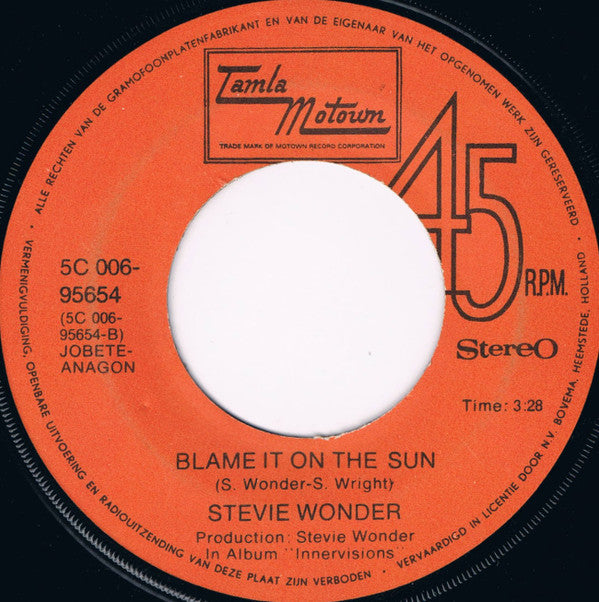 · ALLE RECHTEN VAN DE GRAMOFOONPLATENFABRIKANT EN VAN DE EIGENAAR VAN HET OPGENOMEN WERK ZIJN GERESERVEERD ·
VERMENIGVULDIGING, OPENBARE UITVOERING EN RADIOUITZENDING VAN DEZE PLAAT ZIJN VERBODEN · VERVAARDIGD IN LICENTIE DOOR N.V. BOVEMA, HEEMSTEDE, HOLLAND ·
Tamla
Motown
TRADE MARK OF MOTOWN RECORD CORPORATION
45
R.P.M.
5C 006-
95654
(5C 006-
95654-B)
JOBETE-
ANAGON
Stereo
Time: 3:28
BLAME IT ON THE SUN
(S. Wonder-S. Wright)
STEVIE WONDER
Production: Stevie Wonder
In Album "Innervisions"